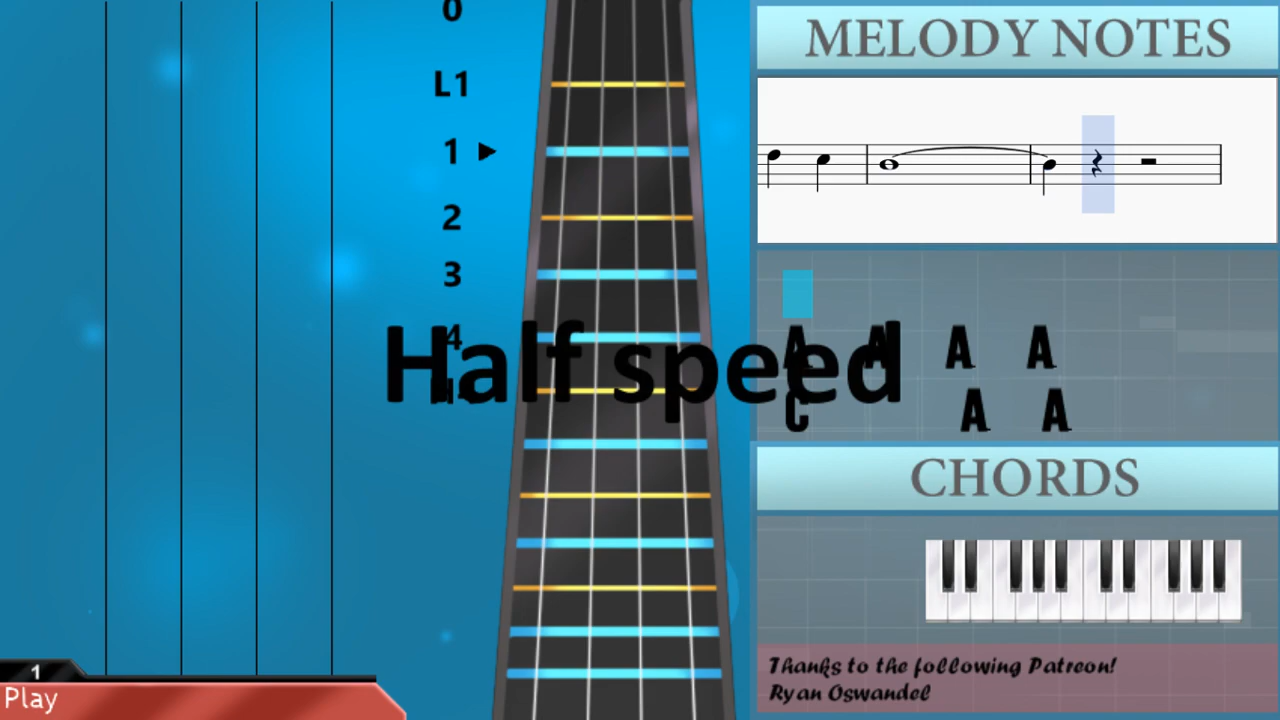 0
L1
1
2
3
4
Half speed
MELODY NOTES
A A A A
C A A
CHORDS
Thanks to the following Patreon!
Ryan Oswandel
1
Play